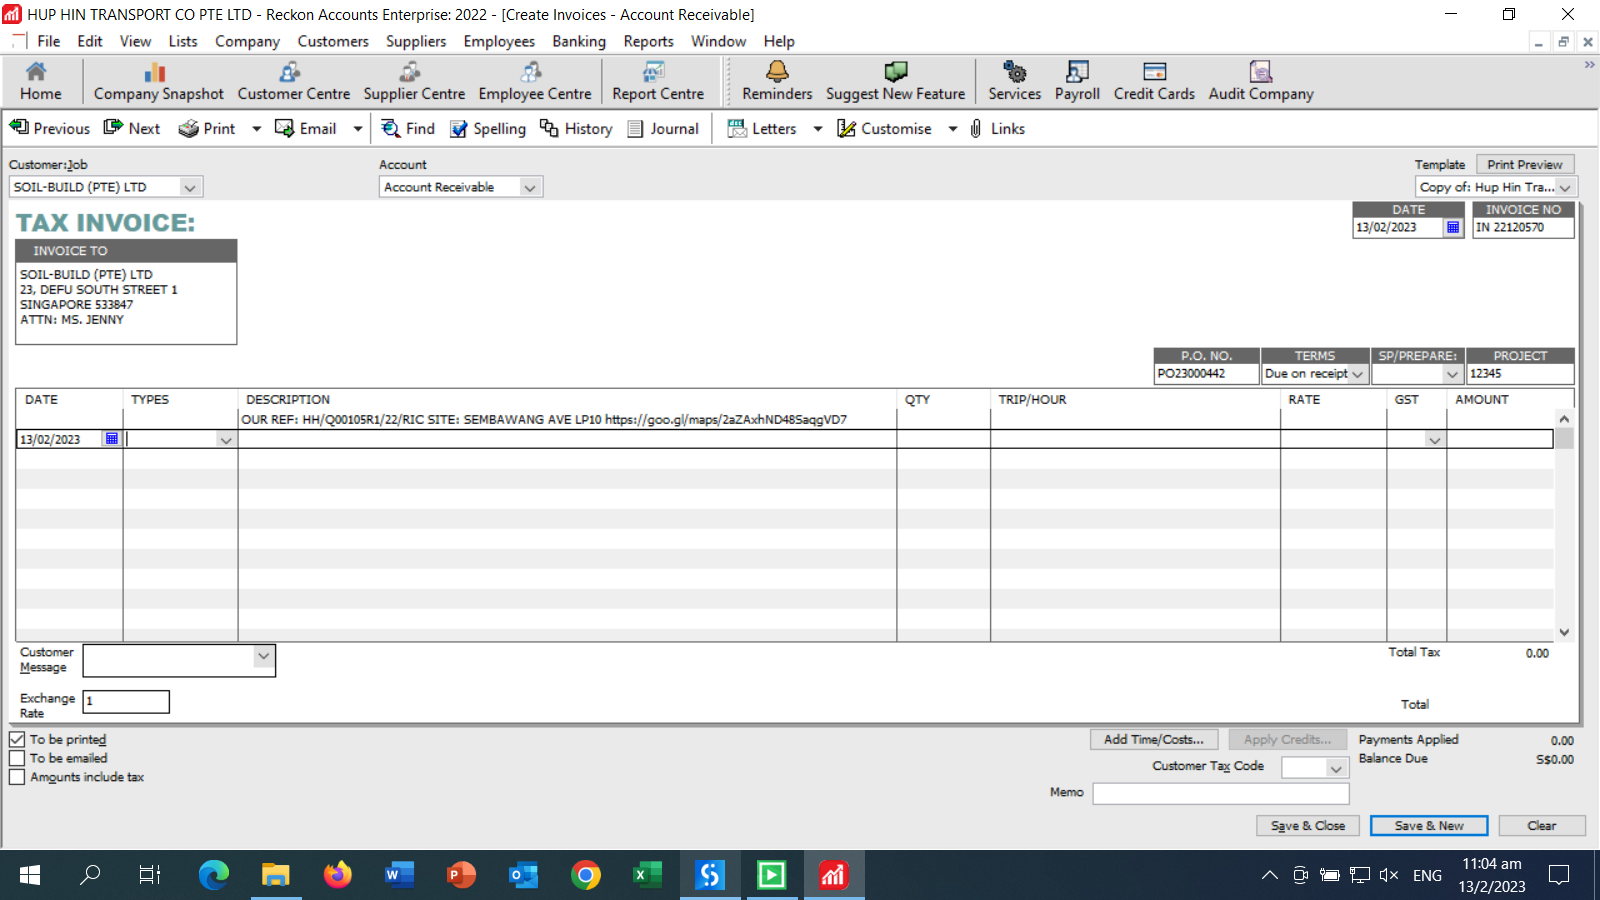 HUP HIN TRANSPORT CO PTE LTD - Reckon Accounts Enterprise: 2022 - [Create Invoices - Account Receivable]
File Edit View Lists Company Customers Suppliers Employees Banking Reports Window Help
Home Company Snapshot Customer Centre Supplier Centre Employee Centre Report Centre Reminders Suggest New Feature Services Payroll Credit Cards Audit Company
Previous Next Print Email Find Spelling History Journal Letters Customise Links
Customer:Job Account Template Print Preview
SOIL-BUILD (PTE) LTD Account Receivable Copy of: Hup Hin Tra...
TAX INVOICE: DATE INVOICE NO
13/02/2023 IN 22120570
INVOICE TO
SOIL-BUILD (PTE) LTD
23, DEFU SOUTH STREET 1
SINGAPORE 533847
ATTN: MS. JENNY
P.O. NO. TERMS SP/PREPARE: PROJECT
PO23000442 Due on receipt 12345
DATE TYPES DESCRIPTION QTY TRIP/HOUR RATE GST AMOUNT
OUR REF: HH/Q00105R1/22/RIC SITE: SEMBAWANG AVE LP10 https://goo.gl/maps/2aZAxhND48SaqgVD7
13/02/2023
Customer Message Total Tax 0.00
Exchange Rate 1 Total
To be printed Add Time/Costs... Apply Credits... Payments Applied 0.00
To be emailed Customer Tax Code Balance Due S$0.00
Amounts include tax
Memo
Save & Close Save & New Clear
ENG 11:04 am
13/2/2023